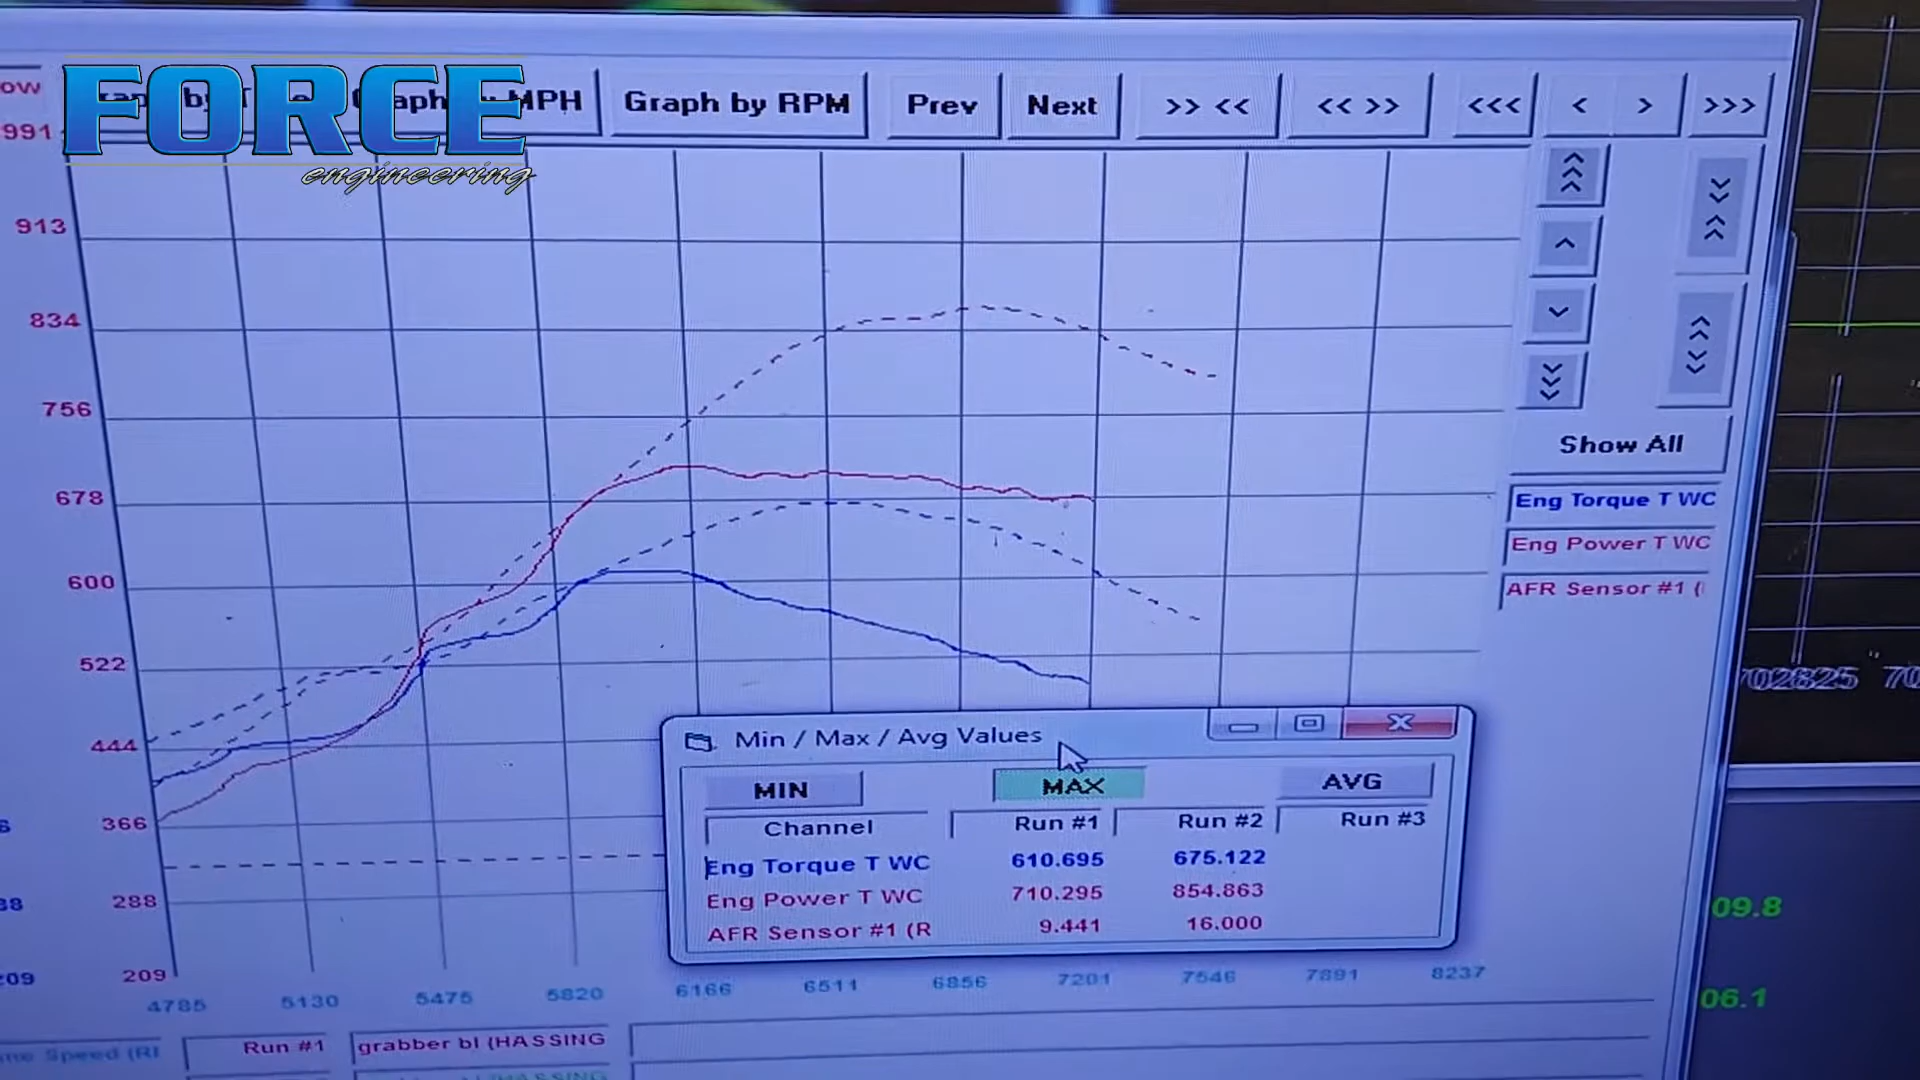 FORCE
engineering
MPH
Graph by RPM
Prev
Next
>> <<
<< >>
<<<
<
>
>>>
991
913
834
756
678
600
522
444
366
288
209
Show All
Eng Torque T WC
Eng Power T WC
AFR Sensor #1 (
Min / Max / Avg Values
MIN
MAX
AVG
Channel
Run #1
Run #2
Run #3
Eng Torque T WC
610.695
675.122
Eng Power T WC
710.295
854.863
AFR Sensor #1 (R
9.441
16.000
4785
5130
5475
5820
6166
6511
6856
7201
7546
7891
8237
Run #1
grabber bl (HASSING
09.8
06.1